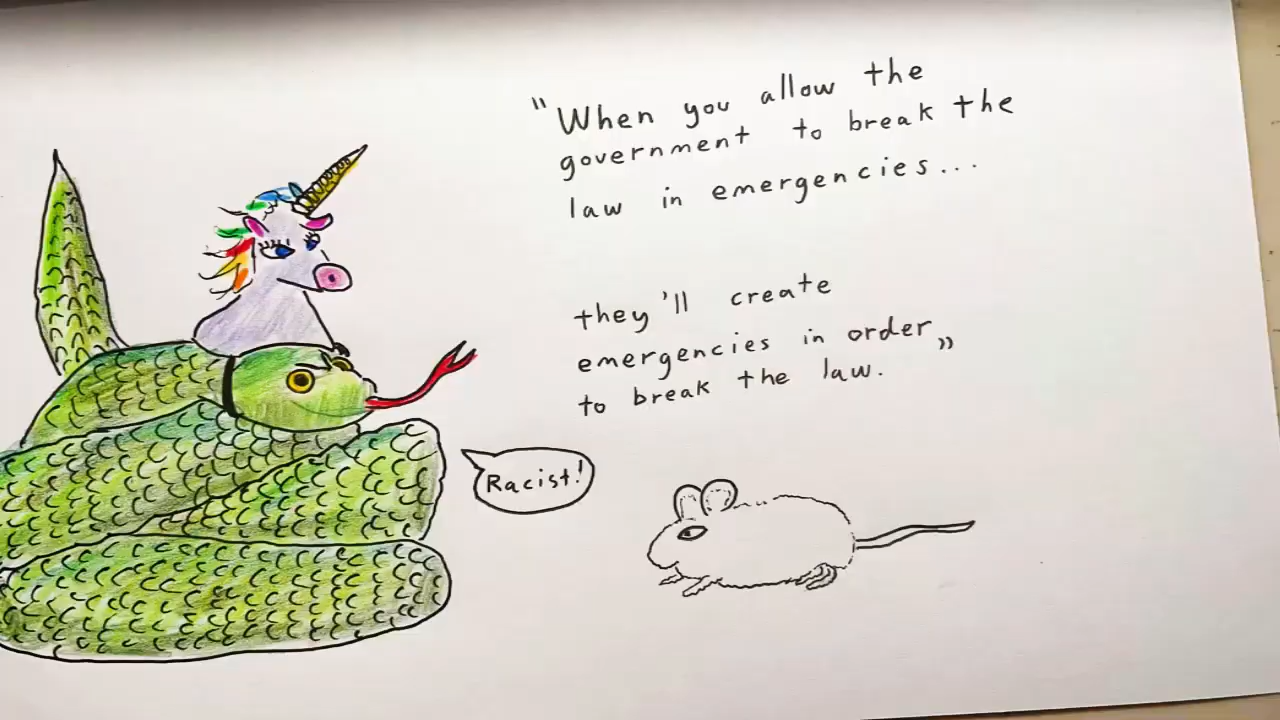 "When you allow the
government to break the
law in emergencies...
they'll create
emergencies in order
to break the law."
Racist!